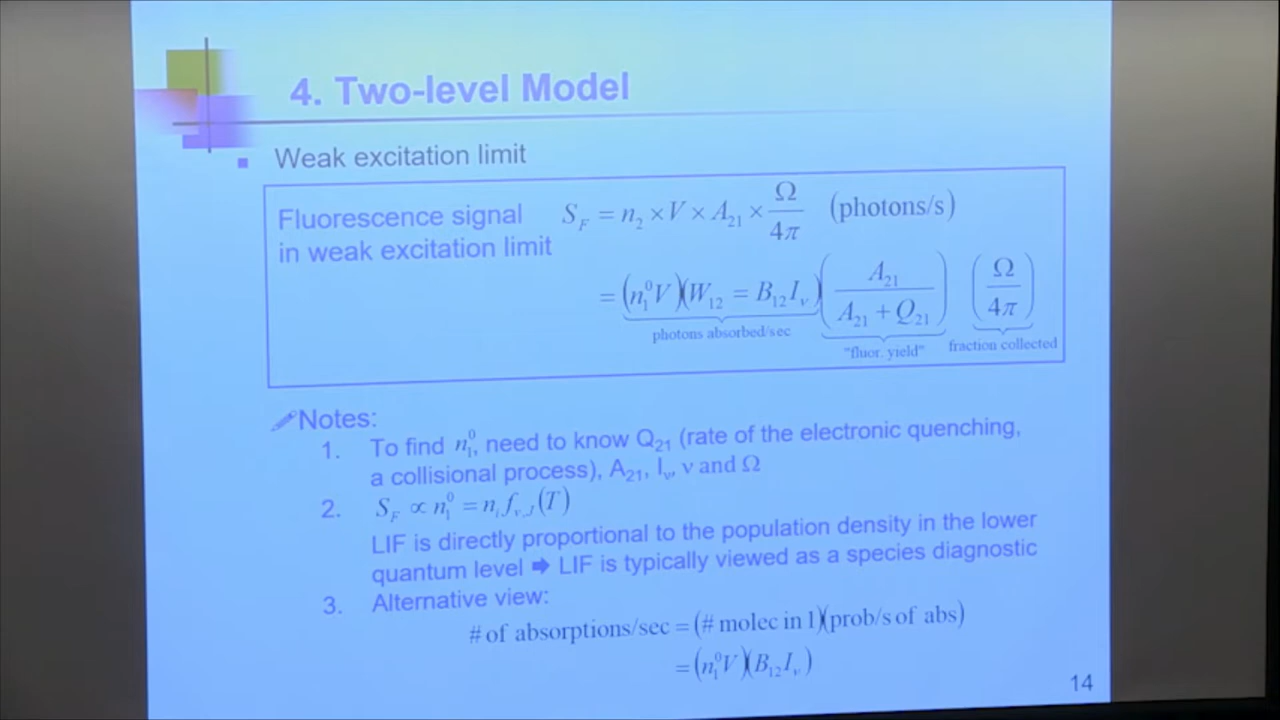 4. Two-level Model
Weak excitation limit
Fluorescence signal
in weak excitation limit
S_F = n_2 × V × A_21 × Ω/4π (photons/s)
= (n_1^0 V)(W_12 = B_12 I_ν)(A_21/(A_21 + Q_21)) (Ω/4π)
photons absorbed/sec
"fluor. yield"
fraction collected
Notes:
1. To find n_1^0, need to know Q_21 (rate of the electronic quenching,
a collisional process), A_21, I_ν, ν and Ω
2. S_F ∝ n_1^0 = n_i f_v,J(T)
LIF is directly proportional to the population density in the lower
quantum level ➡ LIF is typically viewed as a species diagnostic
3. Alternative view:
# of absorptions/sec = (# molec in 1)(prob/s of abs)
= (n_1^0 V)(B_12 I_ν)
14